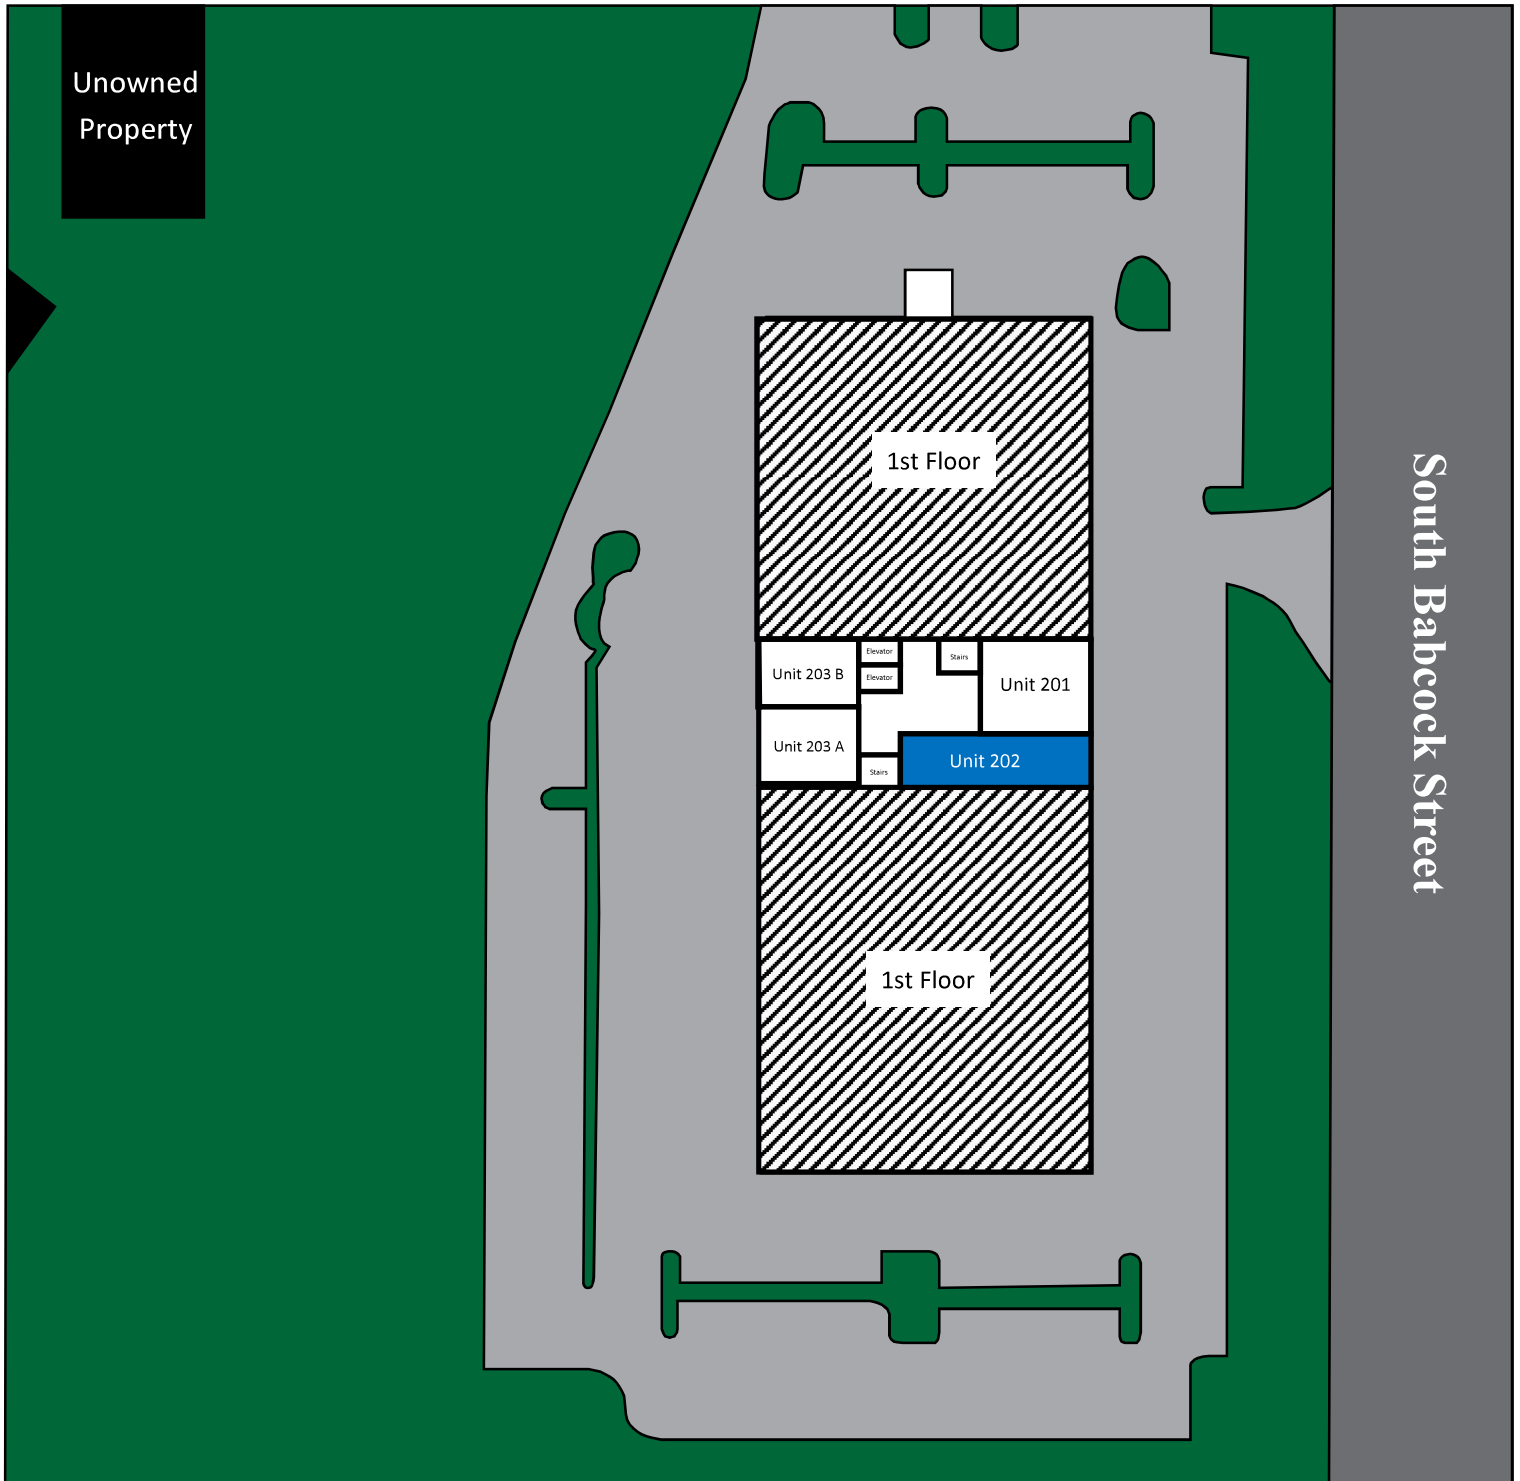 Unowned
Property
1st Floor
Elevator
Stairs
Unit 203 B
Elevator
Unit 201
Unit 203 A
Unit 202
Stairs
1st Floor
South Babcock Street